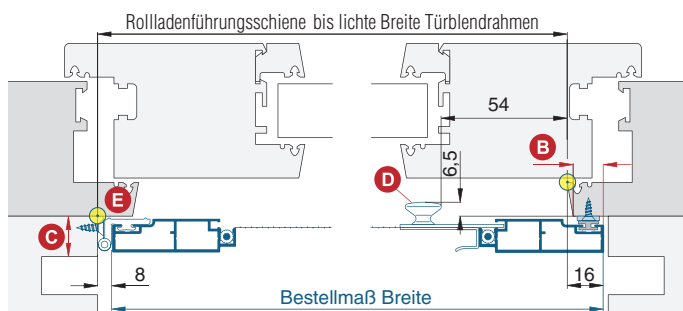 Rollladenführungsschiene bis lichte Breite Türblendrahmen
54
6,5
B
D
E
C
8
16
Bestellmaß Breite